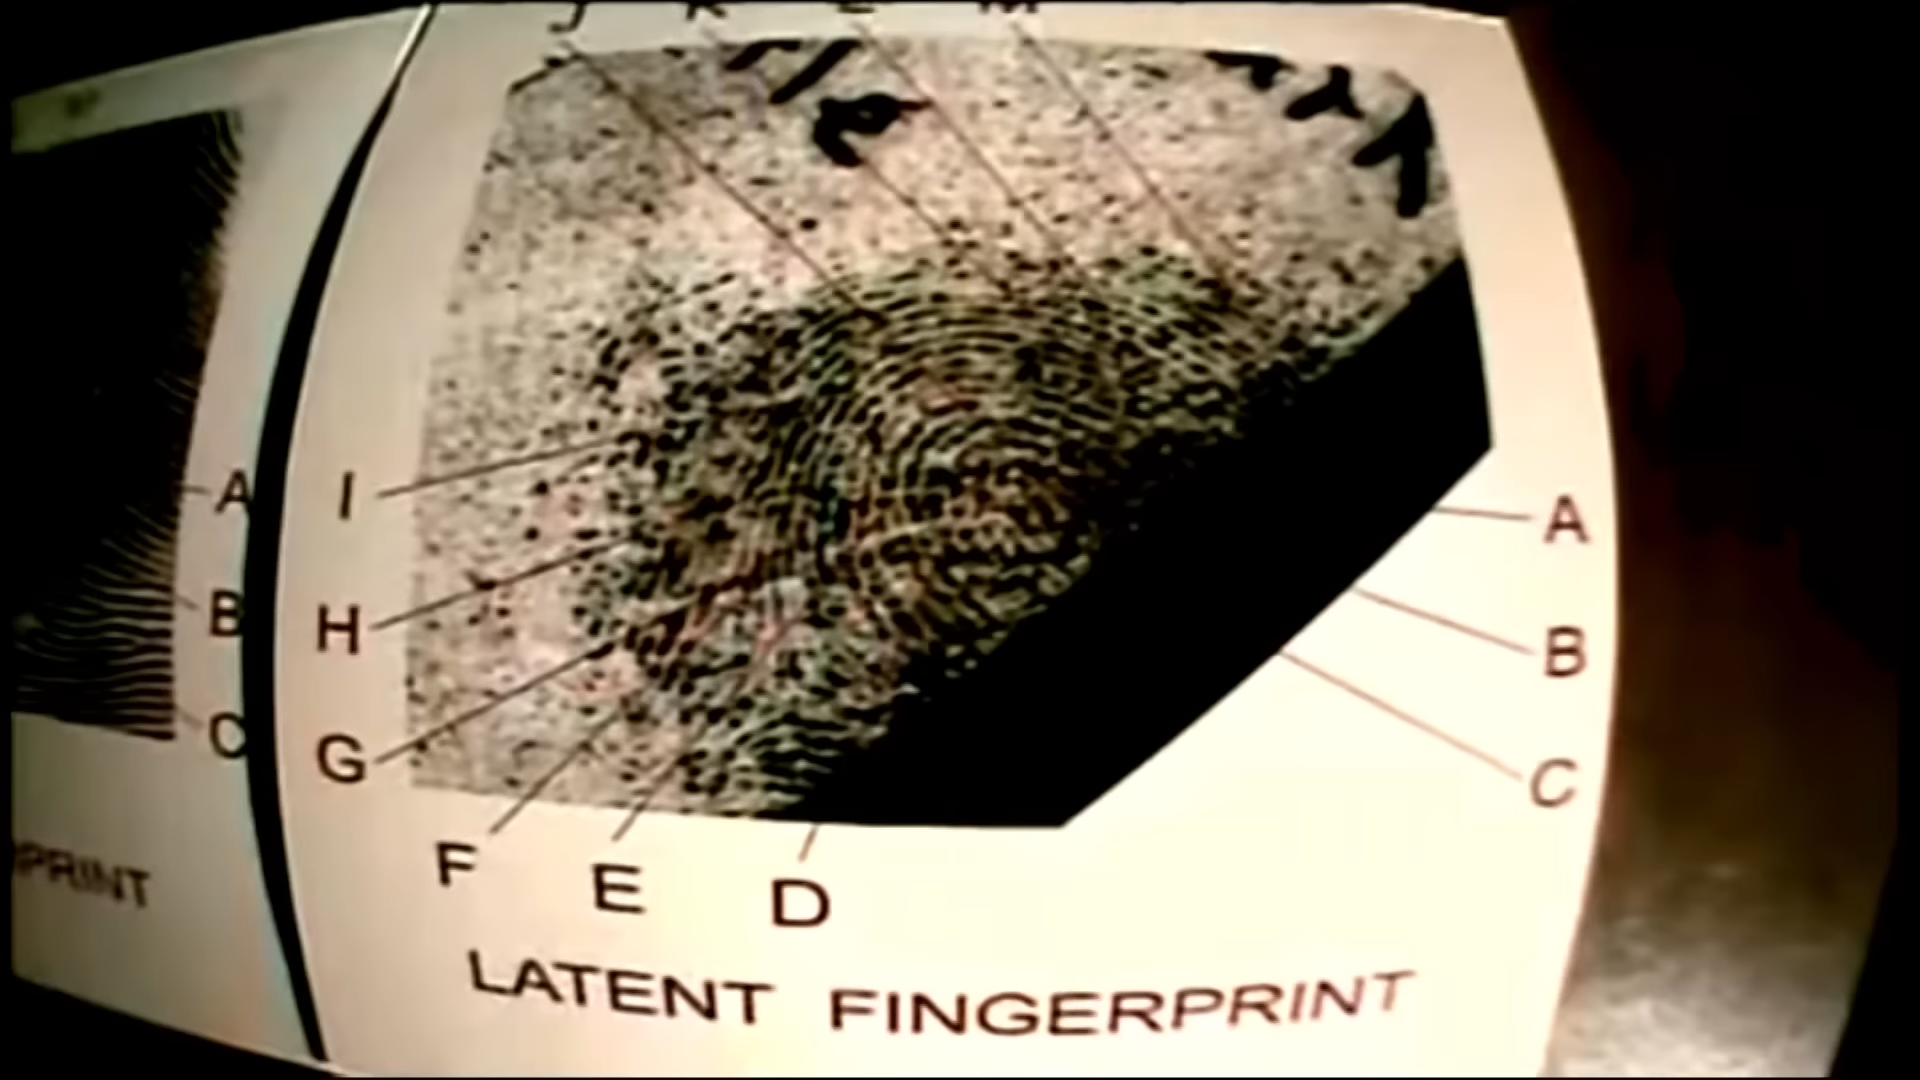 J K L M
A
B
C
PRINT
I
H
G
F E D
A
B
C
LATENT FINGERPRINT